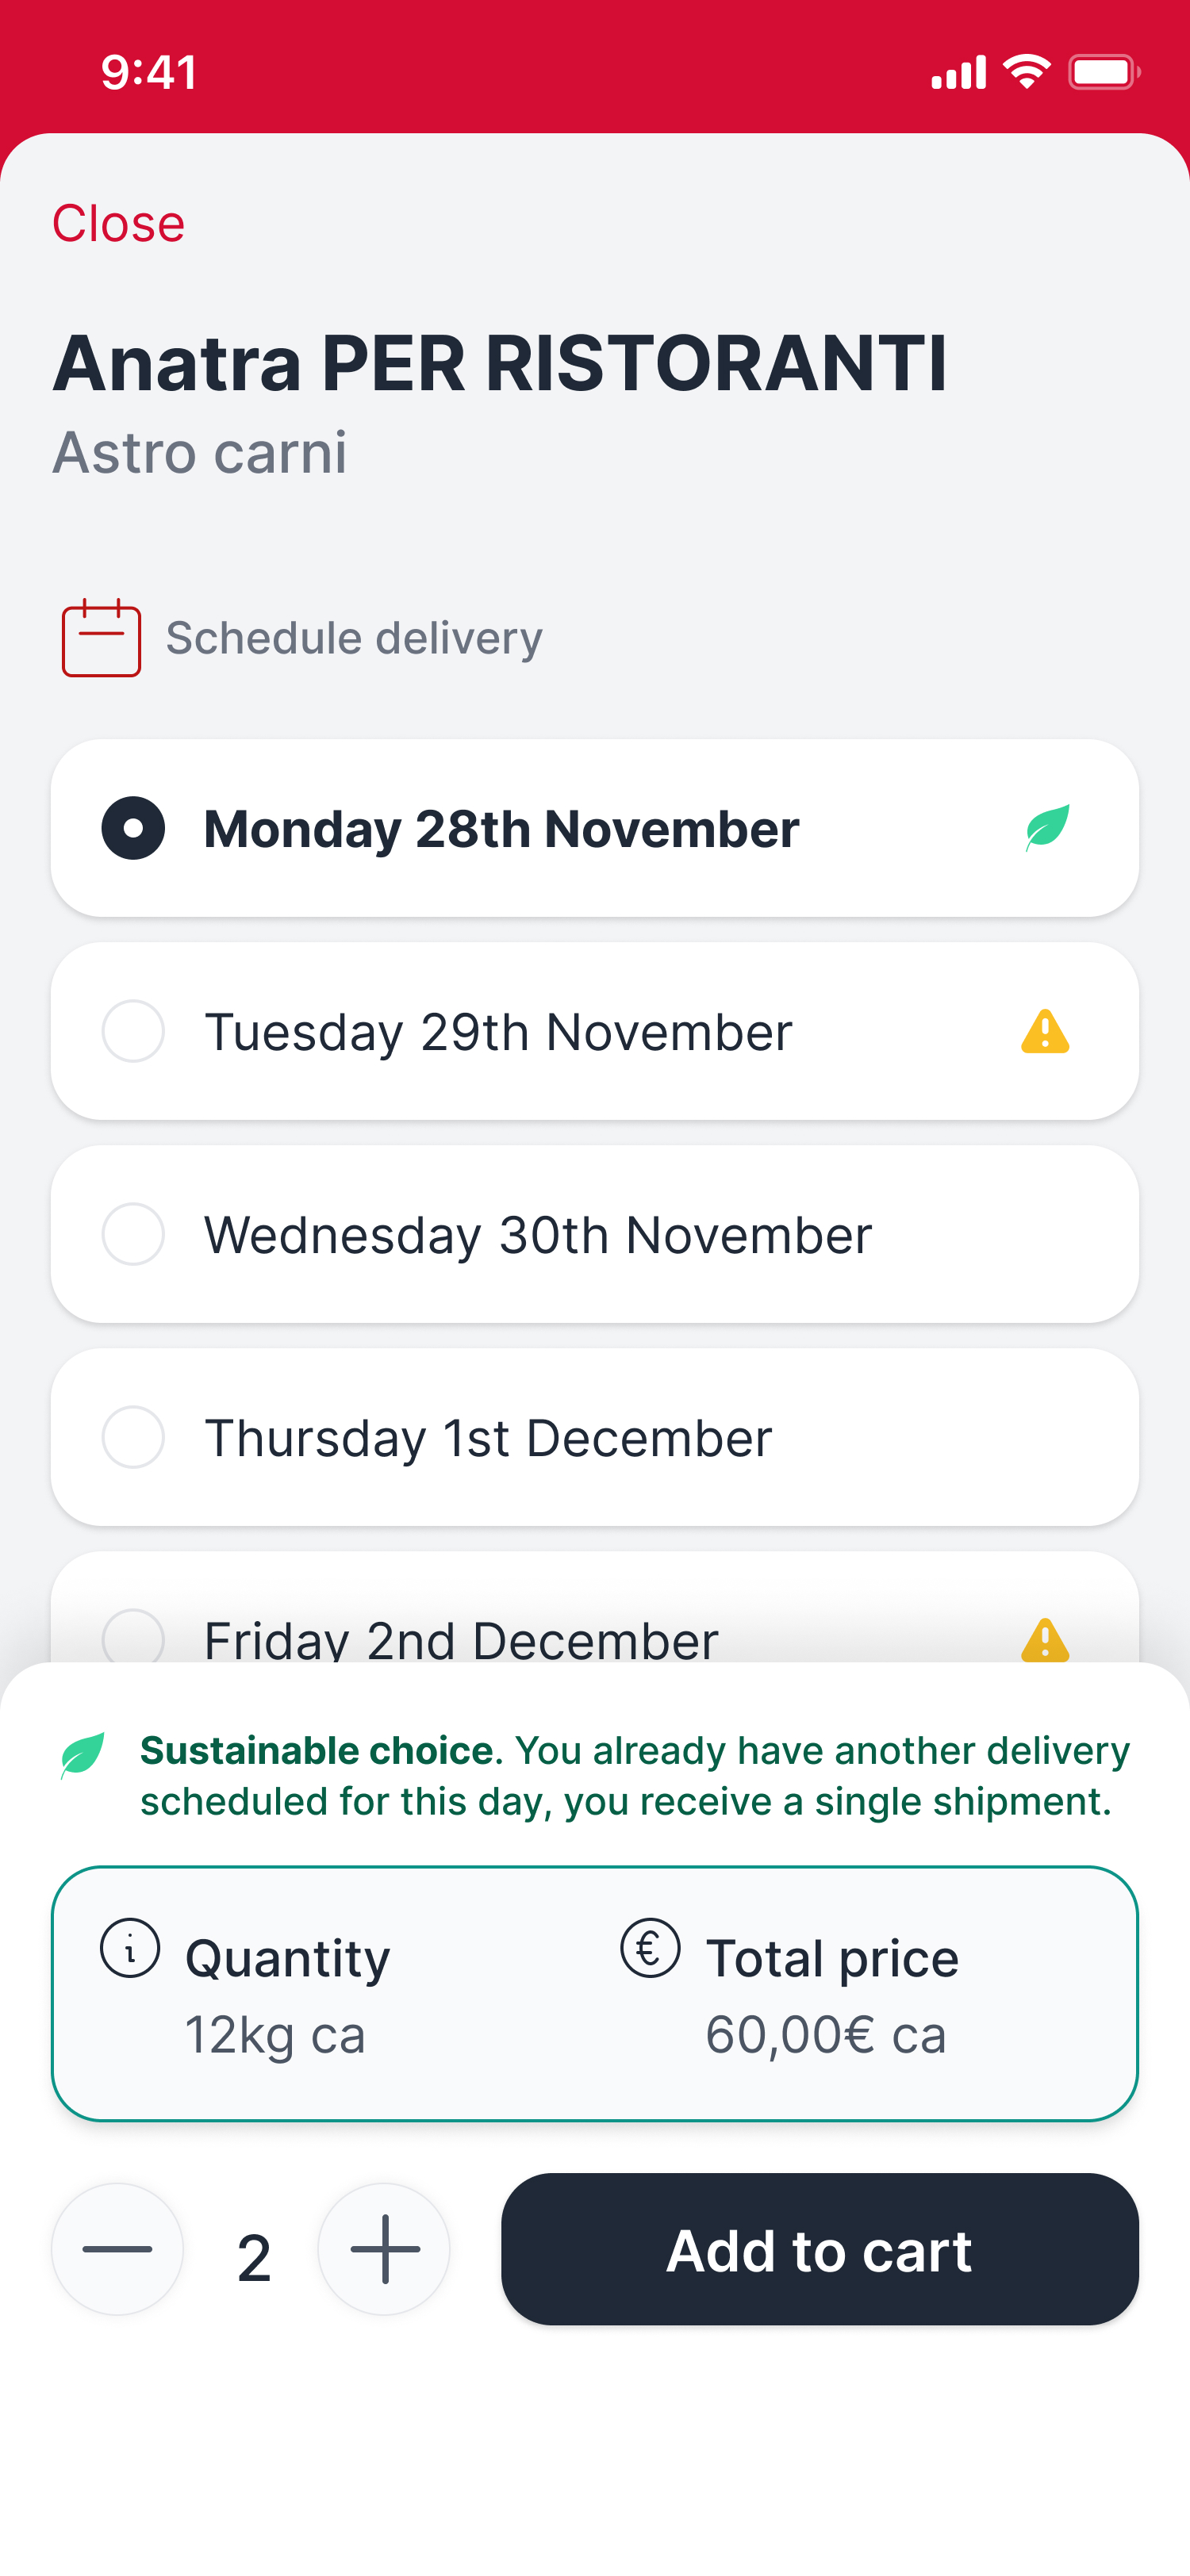 9:41
Close
Anatra PER RISTORANTI
Astro carni
Schedule delivery
Monday 28th November
Tuesday 29th November
Wednesday 30th November
Thursday 1st December
Friday 2nd December
Sustainable choice. You already have another delivery
scheduled for this day, you receive a single shipment.
Quantity
12kg ca
€ Total price
60,00€ ca
2
Add to cart